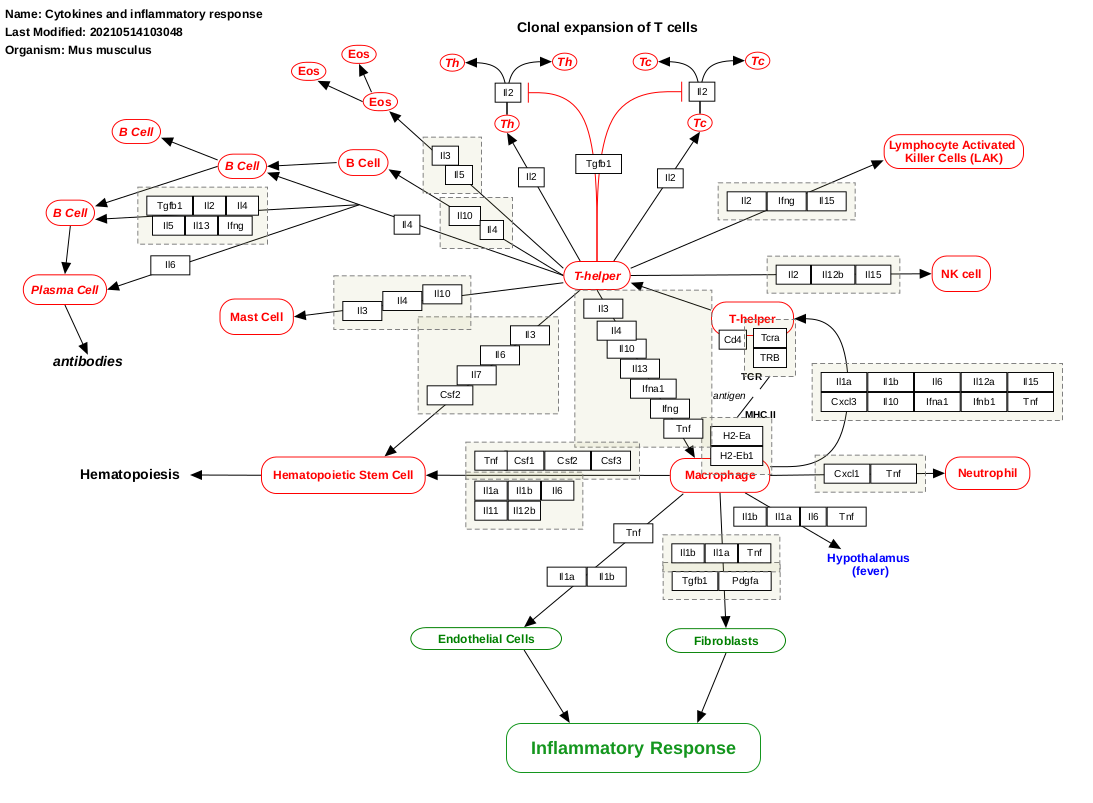 Name: Cytokines and inflammatory response
Last Modified: 20210514103048
Organism: Mus musculus
Clonal expansion of T cells
Eos
Eos
Eos
Th
Th
Tc
Tc
Il2
Il2
Th
Tc
B Cell
B Cell
B Cell
Il3
Il5
Tgfb1
Il2
Il2
Lymphocyte Activated
Killer Cells (LAK)
B Cell
Tgfb1 Il2 Il4
Il5 Il13 Ifng
Il4
Il10
Il4
Il2 Ifng Il15
Il6
Plasma Cell
antibodies
T-helper
Il2 Il12b Il15
NK cell
Mast Cell
Il3
Il4
Il10
Il3
Il6
Il7
Csf2
Il3
Il4
Il10
Il13
Ifna1
Ifng
Tnf
T-helper
Cd4
Tcra
TRB
TCR
antigen
MHC II
H2-Ea
H2-Eb1
Il1a Il1b Il6 Il12a Il15
Cxcl3 Il10 Ifna1 Ifnb1 Tnf
Hematopoiesis
Hematopoietic Stem Cell
Tnf Csf1 Csf2 Csf3
Il1a Il1b Il6
Il11 Il12b
Macrophage
Cxcl1 Tnf
Neutrophil
Il1b Il1a Il6 Tnf
Hypothalamus
(fever)
Tnf
Il1a Il1b
Il1b Il1a Tnf
Tgfb1 Pdgfa
Endothelial Cells
Fibroblasts
Inflammatory Response